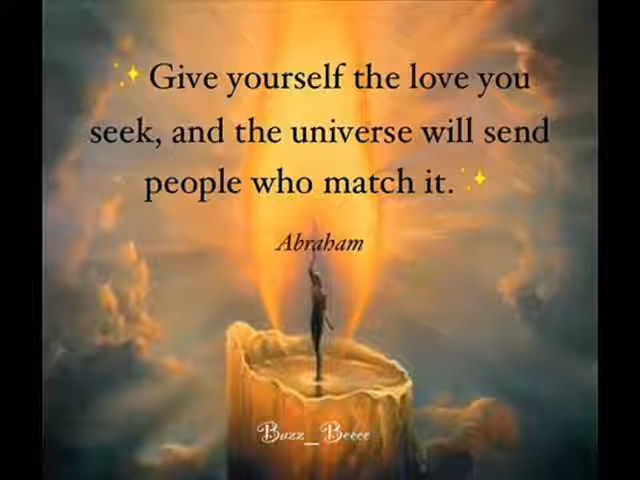 ✨ Give yourself the love you
seek, and the universe will send
people who match it. ✨
Abraham
Buzz_Beeee